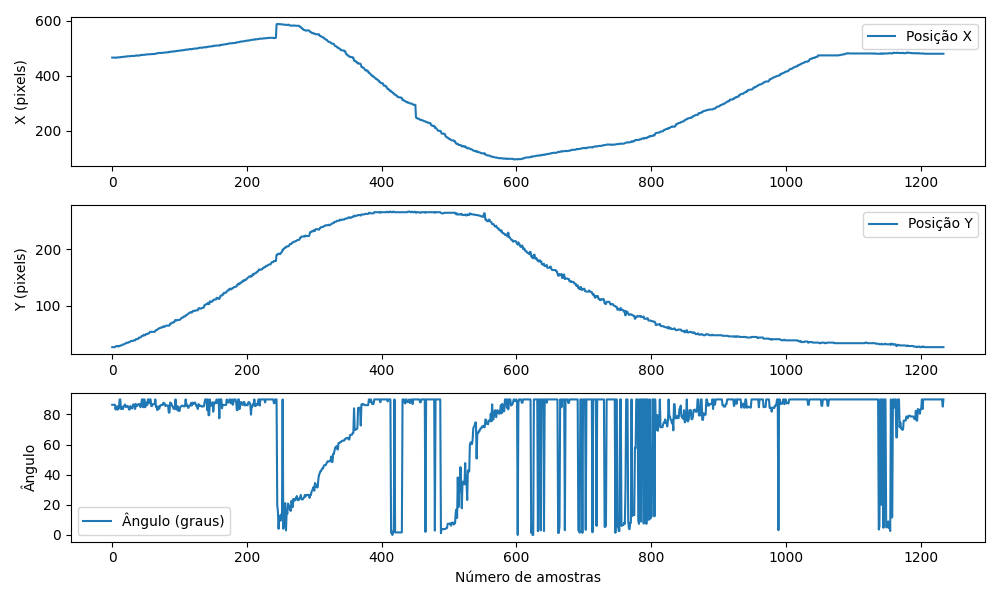 600
400
200
X (pixels)
Posição X
0 200 400 600 800 1000 1200
200
100
Y (pixels)
Posição Y
0 200 400 600 800 1000 1200
80
60
40
20
0
Ângulo
Ângulo (graus)
0 200 400 600 800 1000 1200
Número de amostras